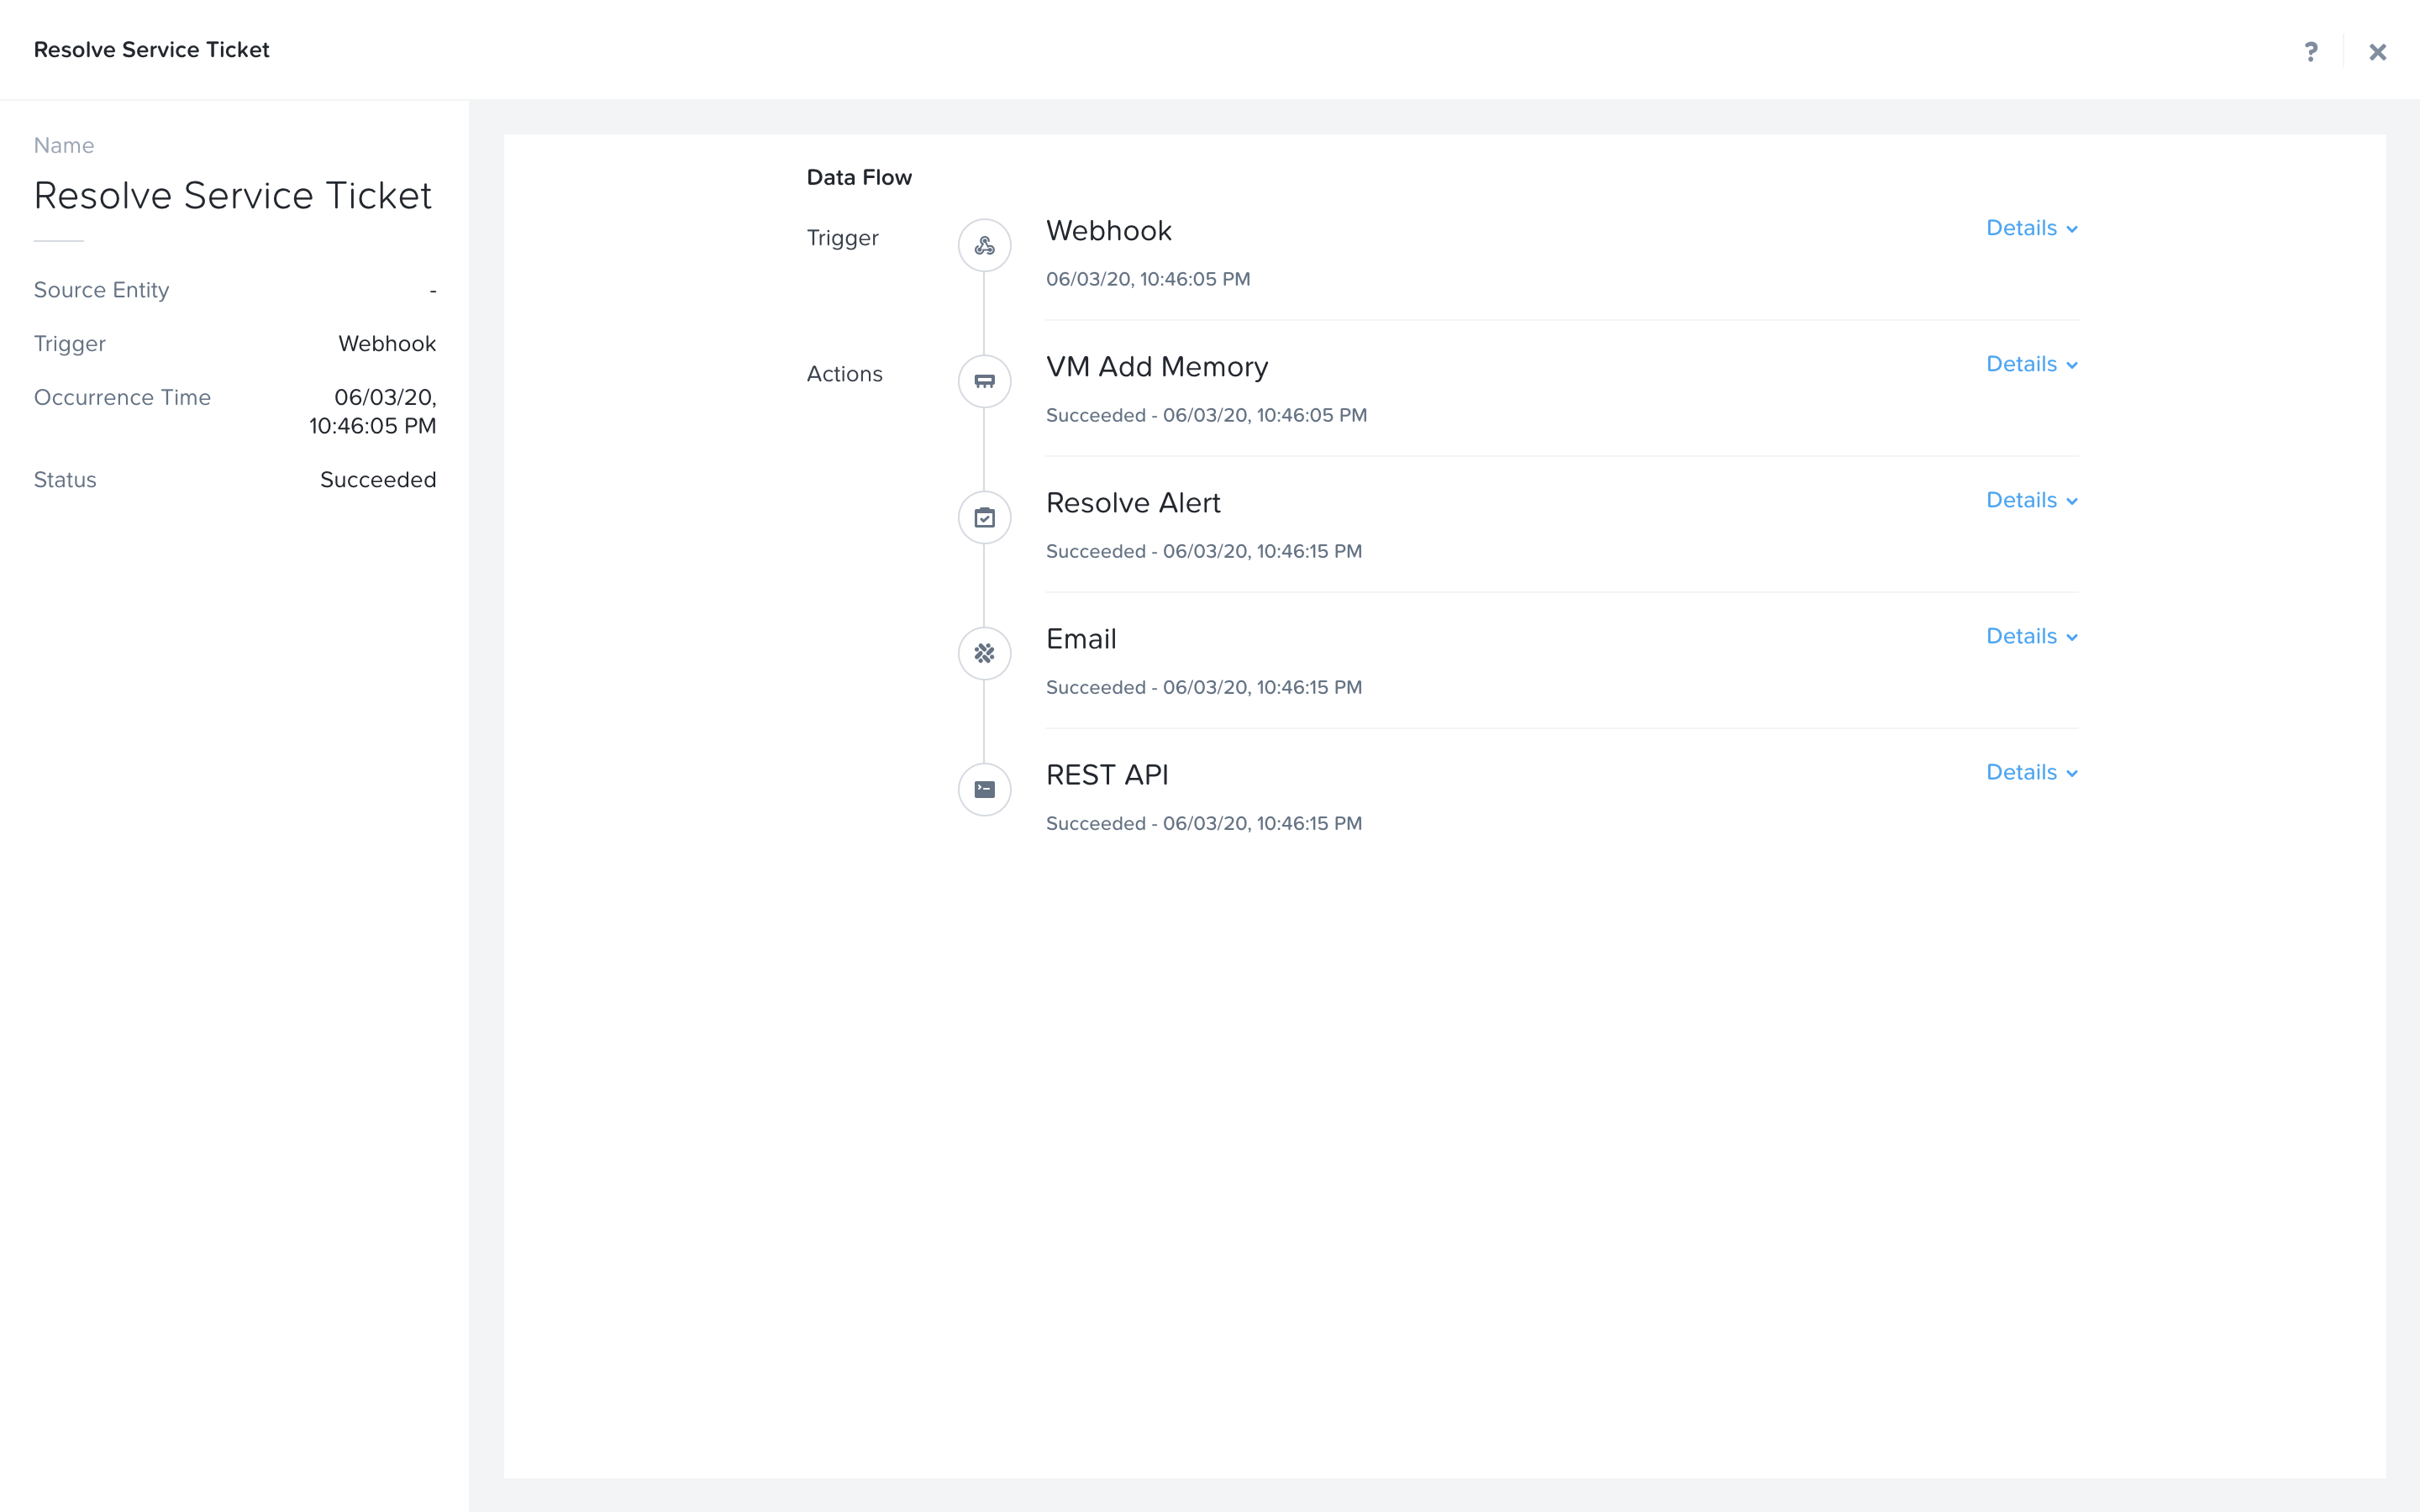 Resolve Service Ticket
?
Name
Resolve Service Ticket
Source Entity -
Trigger Webhook
Occurrence Time 06/03/20,
10:46:05 PM
Status Succeeded
Data Flow
Trigger
Webhook
Details
06/03/20, 10:46:05 PM
Actions
VM Add Memory
Details
Succeeded - 06/03/20, 10:46:05 PM
Resolve Alert
Details
Succeeded - 06/03/20, 10:46:15 PM
Email
Details
Succeeded - 06/03/20, 10:46:15 PM
REST API
Details
Succeeded - 06/03/20, 10:46:15 PM